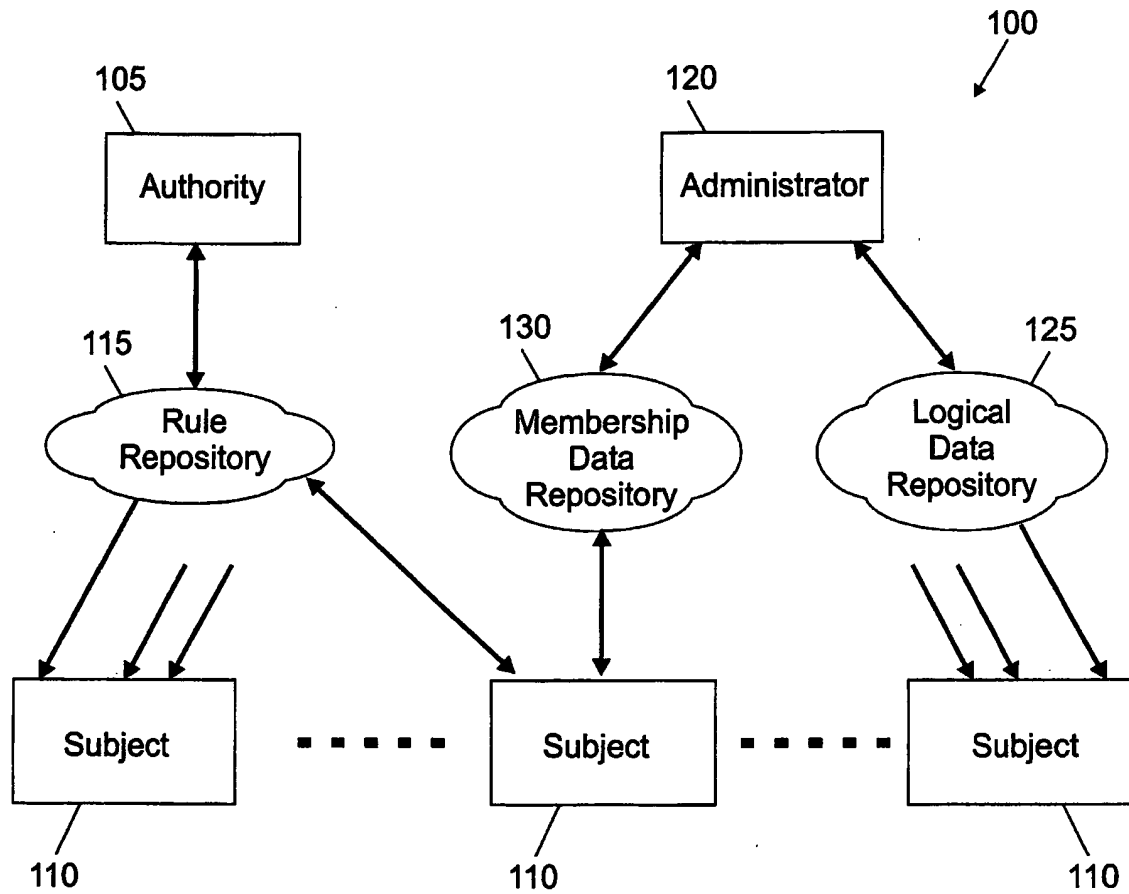 100
105
120
Authority
Administrator
115
130
125
Rule
Repository
Membership
Data
Repository
Logical
Data
Repository
Subject
Subject
Subject
110
110
110